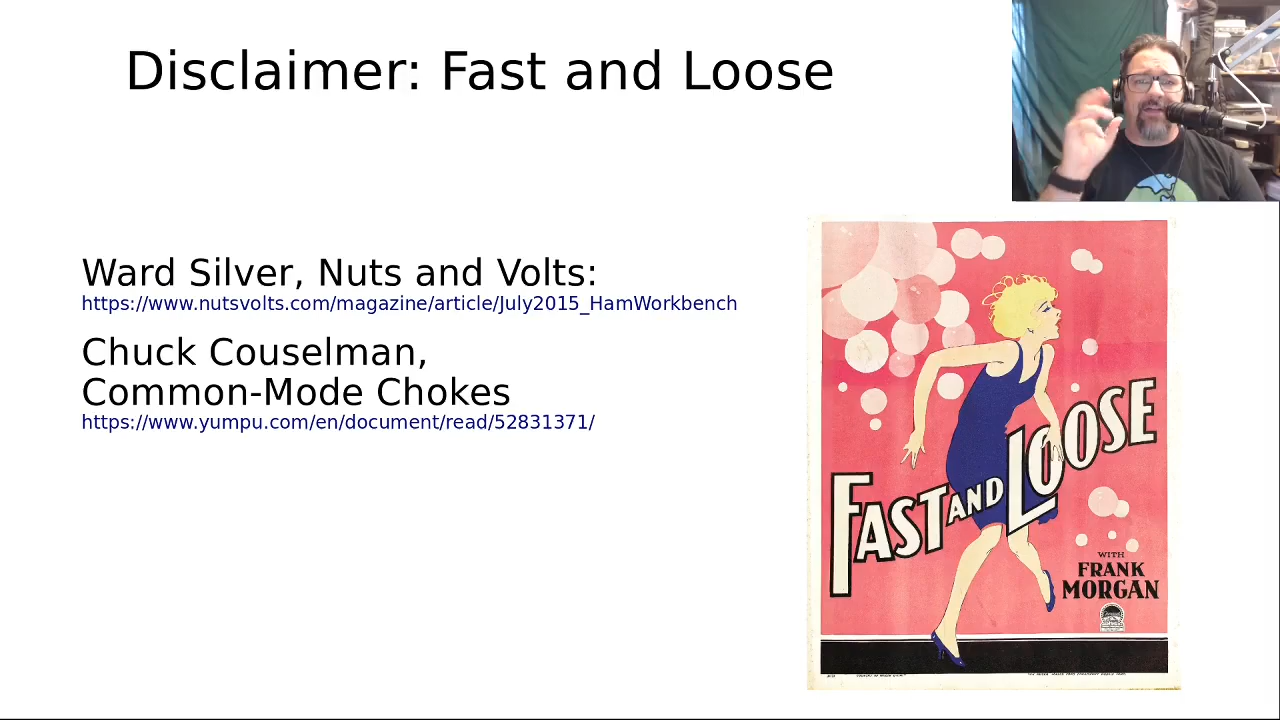 Disclaimer: Fast and Loose
Ward Silver, Nuts and Volts:
https://www.nutsvolts.com/magazine/article/July2015_HamWorkbench
Chuck Couselman,
Common-Mode Chokes
https://www.yumpu.com/en/document/read/52831371/
FAST AND LOOSE
WITH
FRANK
MORGAN